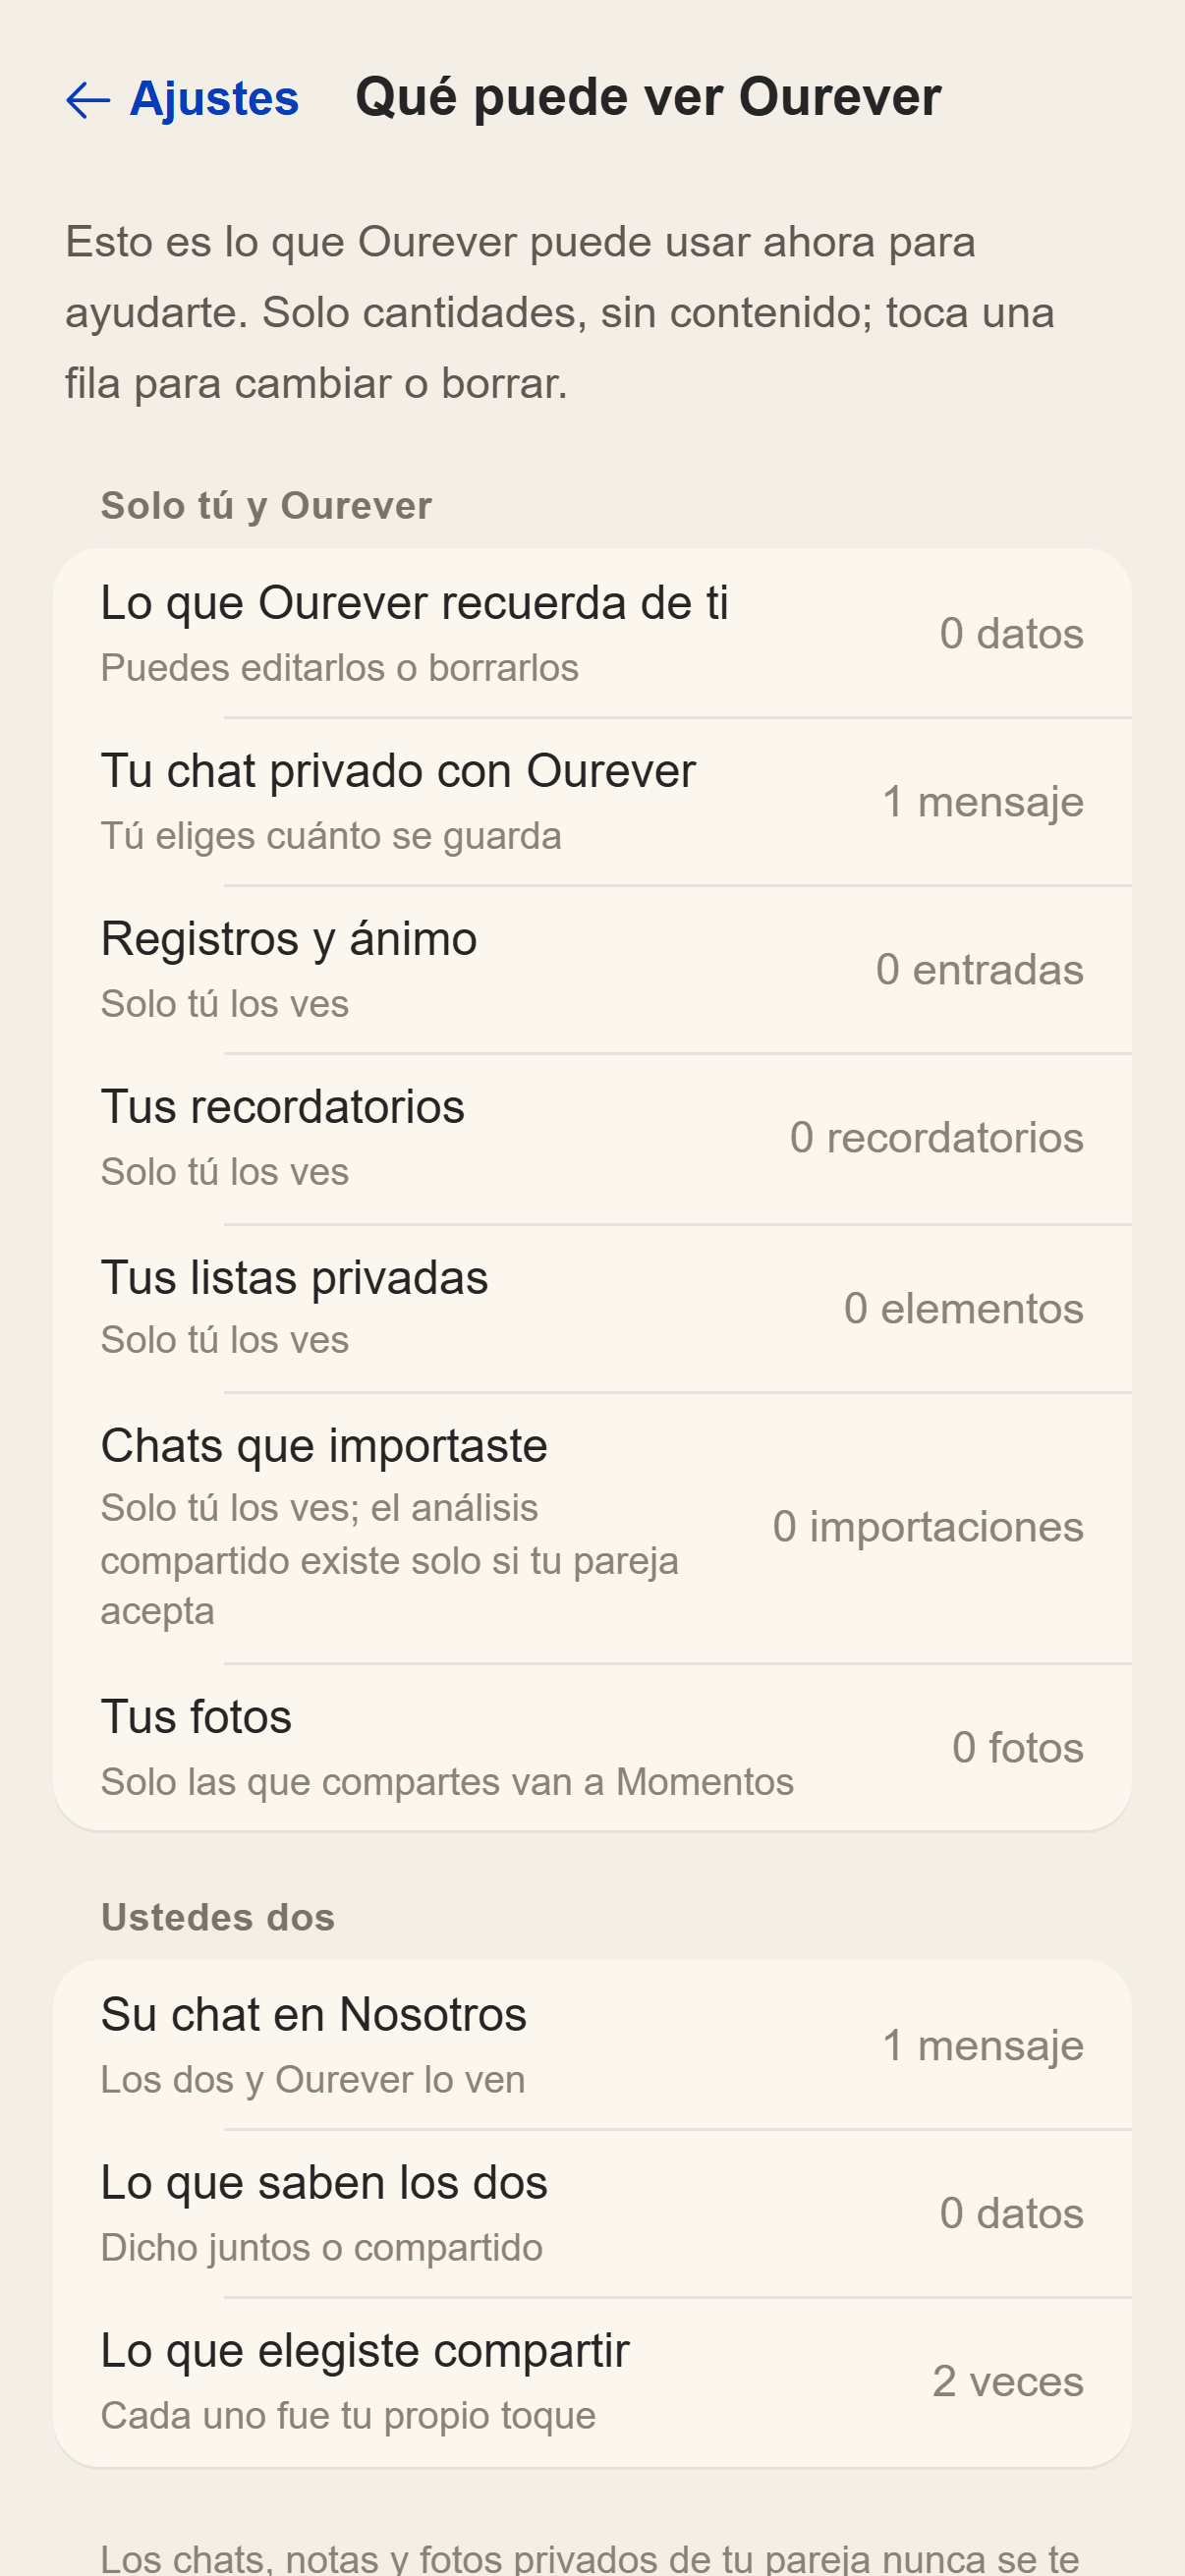 ← Ajustes Qué puede ver Ourever
Esto es lo que Ourever puede usar ahora para
ayudarte. Solo cantidades, sin contenido; toca una
fila para cambiar o borrar.
Solo tú y Ourever
Lo que Ourever recuerda de ti
Puedes editarlos o borrarlos
0 datos
Tu chat privado con Ourever
Tú eliges cuánto se guarda
1 mensaje
Registros y ánimo
Solo tú los ves
0 entradas
Tus recordatorios
Solo tú los ves
0 recordatorios
Tus listas privadas
Solo tú los ves
0 elementos
Chats que importaste
Solo tú los ves; el análisis
compartido existe solo si tu pareja
acepta
0 importaciones
Tus fotos
Solo las que compartes van a Momentos
0 fotos
Ustedes dos
Su chat en Nosotros
Los dos y Ourever lo ven
1 mensaje
Lo que saben los dos
Dicho juntos o compartido
0 datos
Lo que elegiste compartir
Cada uno fue tu propio toque
2 veces
Los chats, notas y fotos privados de tu pareja nunca se te